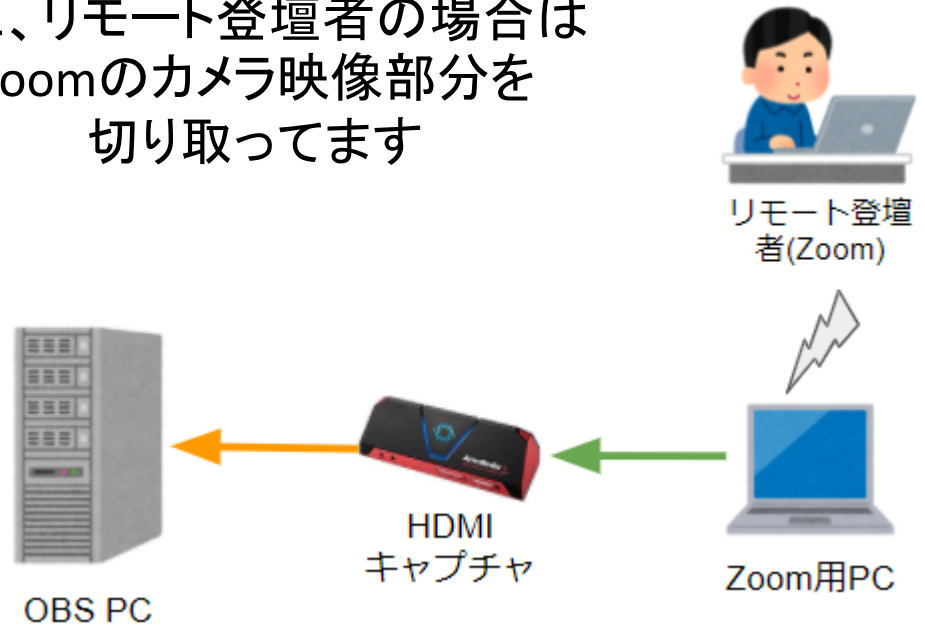 、リモート登壇者の場合は
oomのカメラ映像部分を
切り取ってます
リモート登壇
者(Zoom)
HDMI
キャプチャ
Zoom用PC
OBS PC